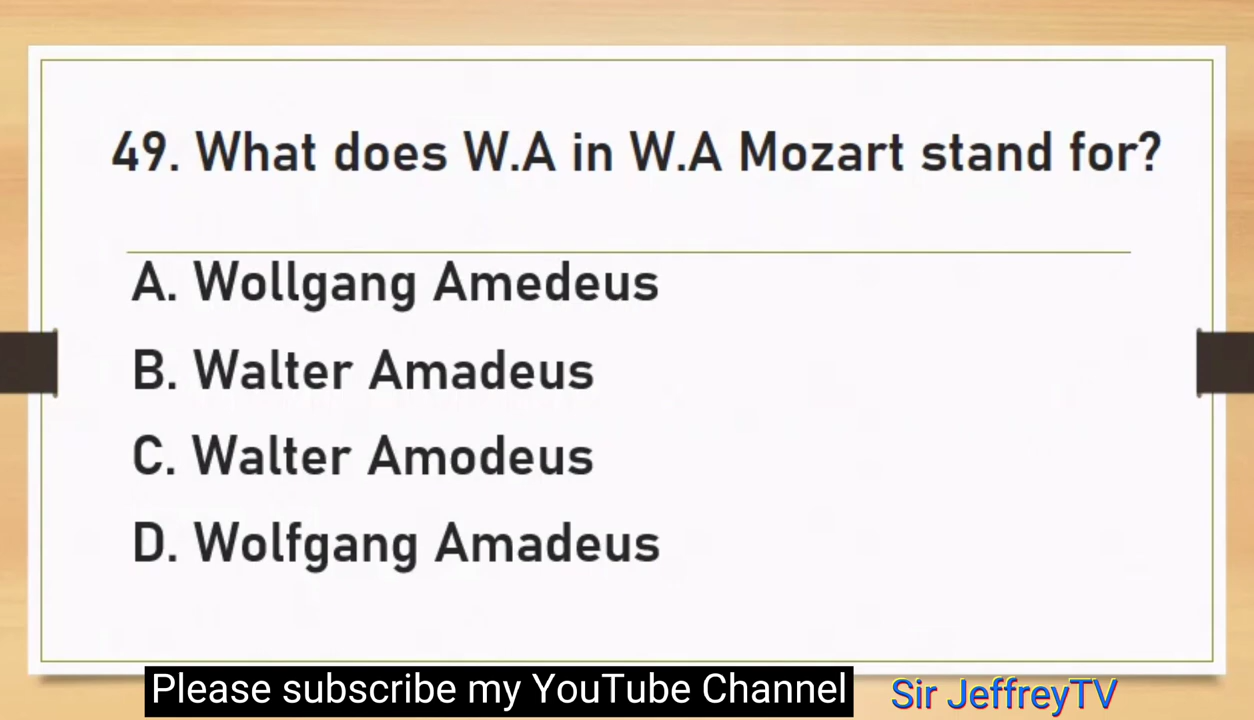 49. What does W.A in W.A Mozart stand for?
A. Wollgang Amedeus
B. Walter Amadeus
C. Walter Amodeus
D. Wolfgang Amadeus
Please subscribe my YouTube Channel Sir JeffreyTV